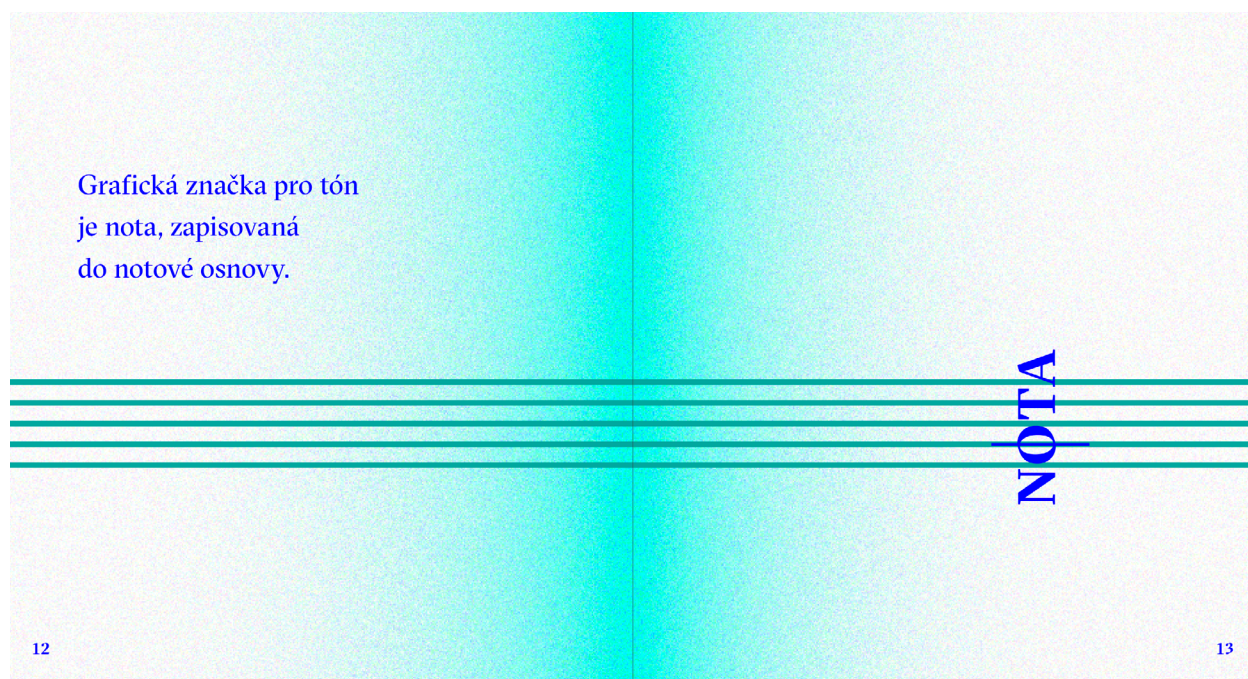 Grafická značka pro tón
je nota, zapisovaná
do notové osnovy.
NOTA
12
13